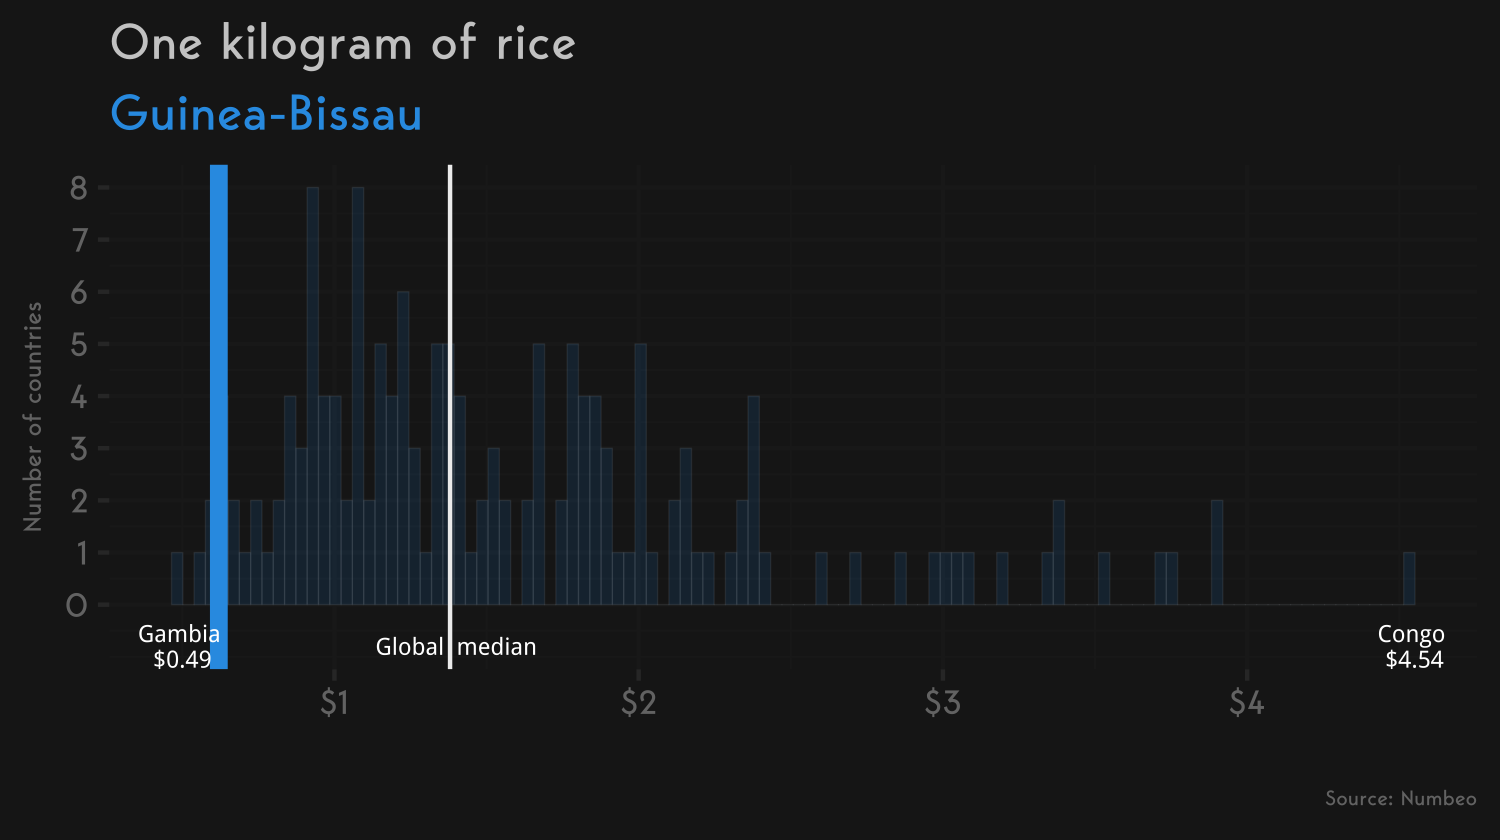 One kilogram of rice
Guinea-Bissau
Number of countries
8
7
6
5
4
3
2
1
0
Gambia
$0.49
Global median
Congo
$4.54
$1
$2
$3
$4
Source: Numbeo